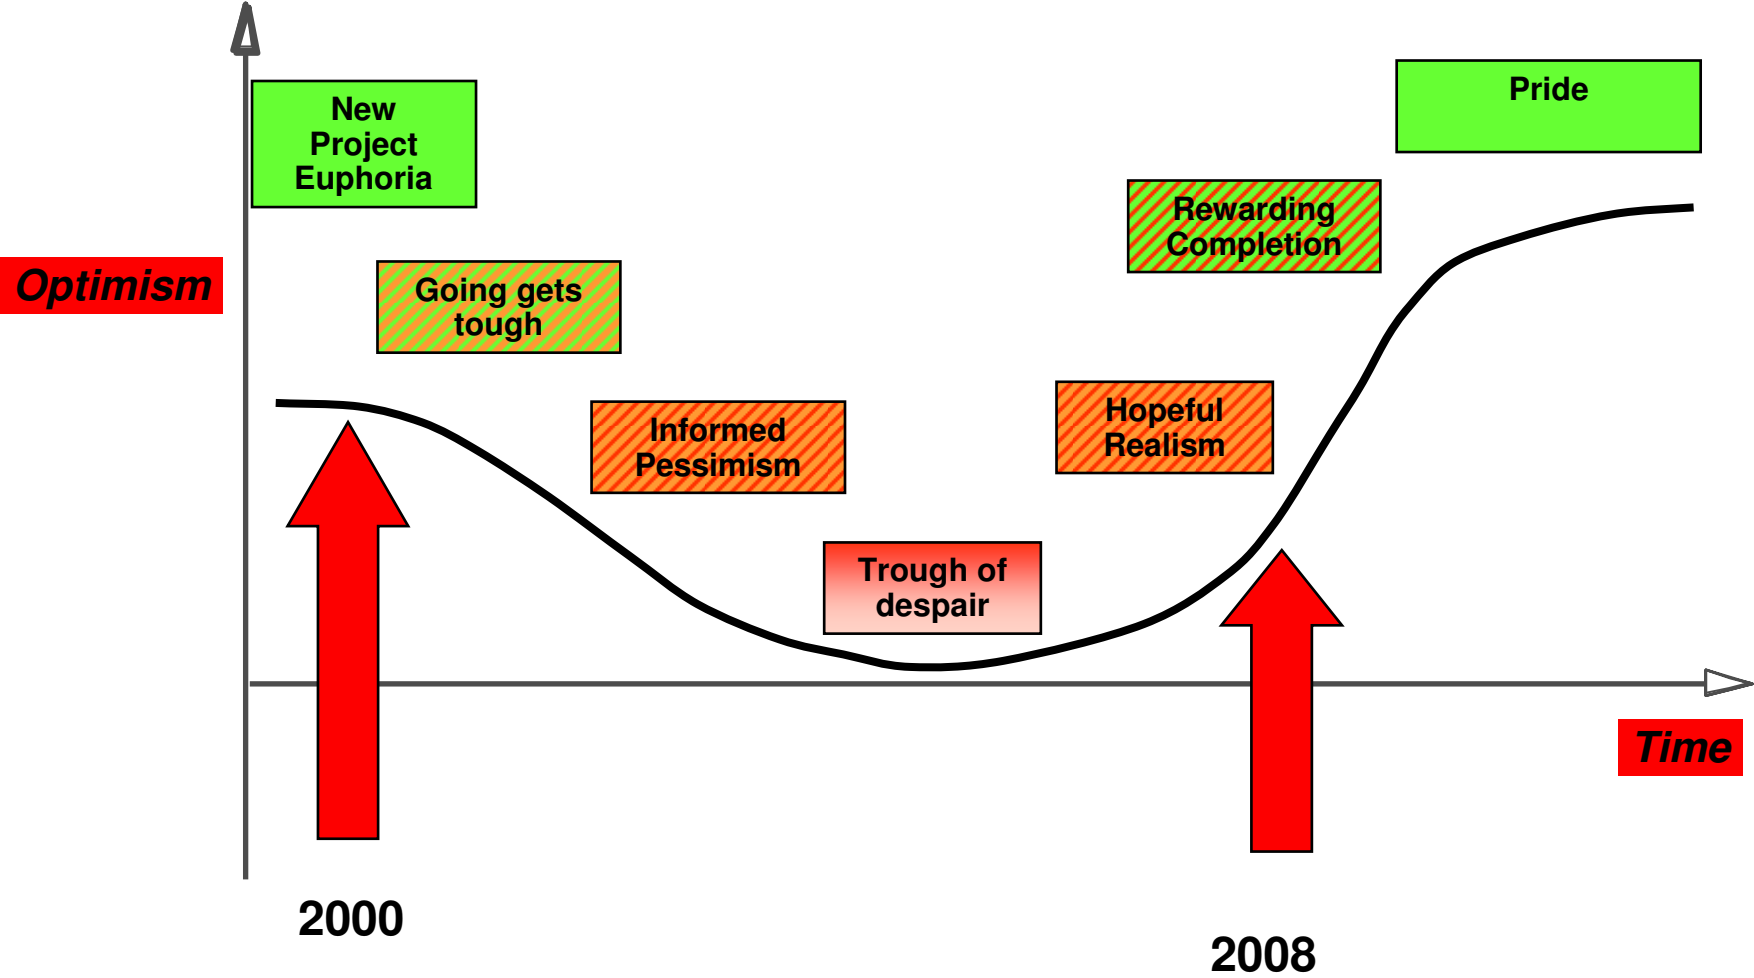 New
Project
Euphoria
Pride
Rewarding
Completion
Optimism
Going gets
tough
Informed
Pessimism
Hopeful
Realism
Trough of
despair
Time
2000
2008